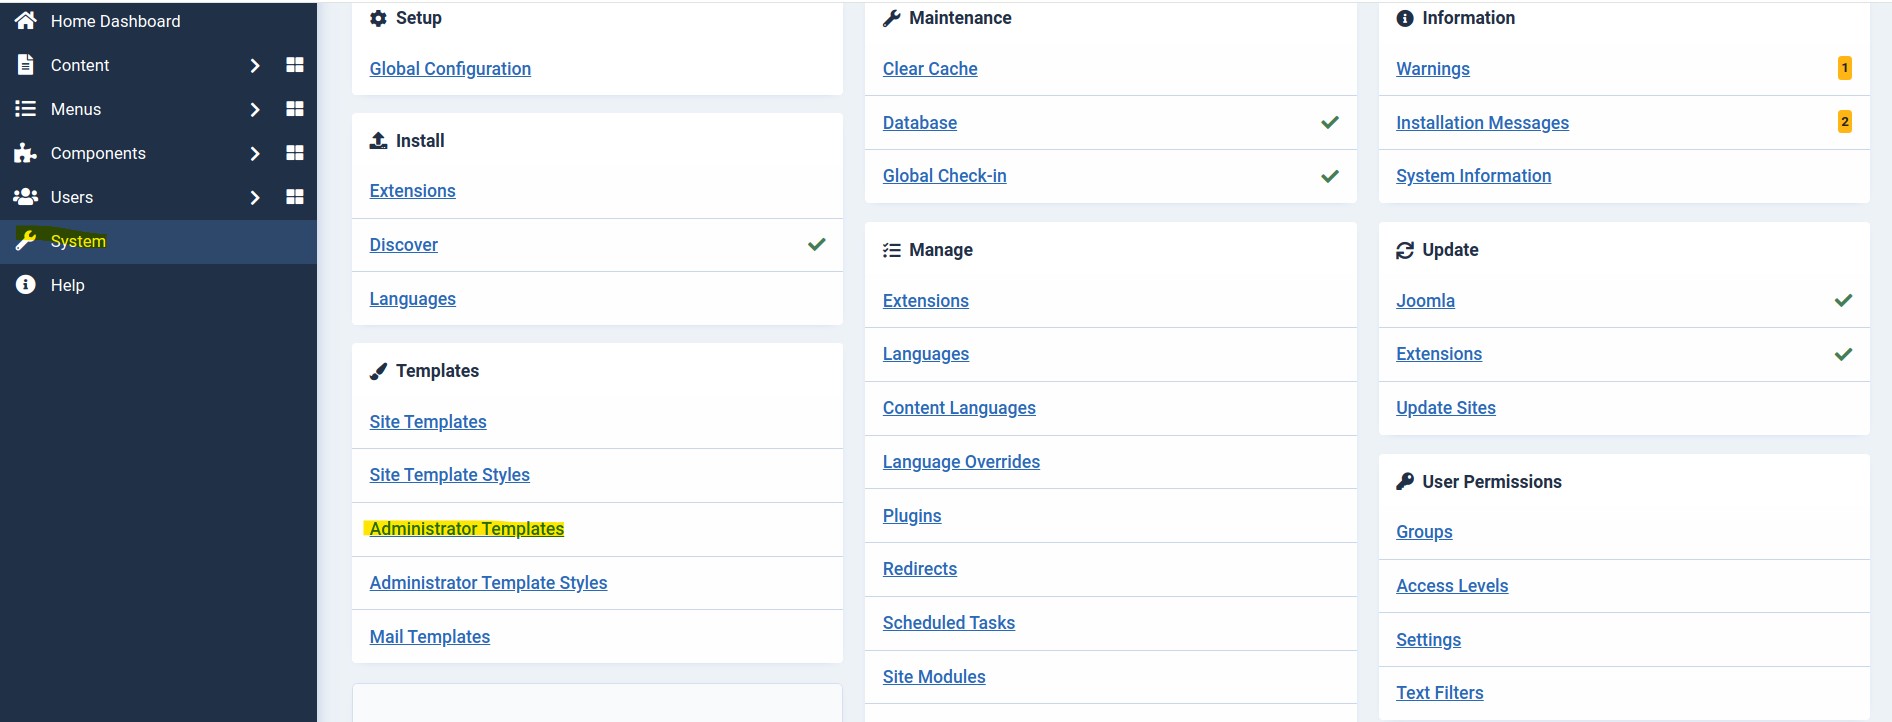 Home Dashboard
Content
Menus
Components
Users
System
Help
Setup
Global Configuration
Install
Extensions
Discover
Languages
Templates
Site Templates
Site Template Styles
Administrator Templates
Administrator Template Styles
Mail Templates
Maintenance
Clear Cache
Database
Global Check-in
Manage
Extensions
Languages
Content Languages
Language Overrides
Plugins
Redirects
Scheduled Tasks
Site Modules
Information
Warnings 1
Installation Messages 2
System Information
Update
Joomla
Extensions
Update Sites
User Permissions
Groups
Access Levels
Settings
Text Filters